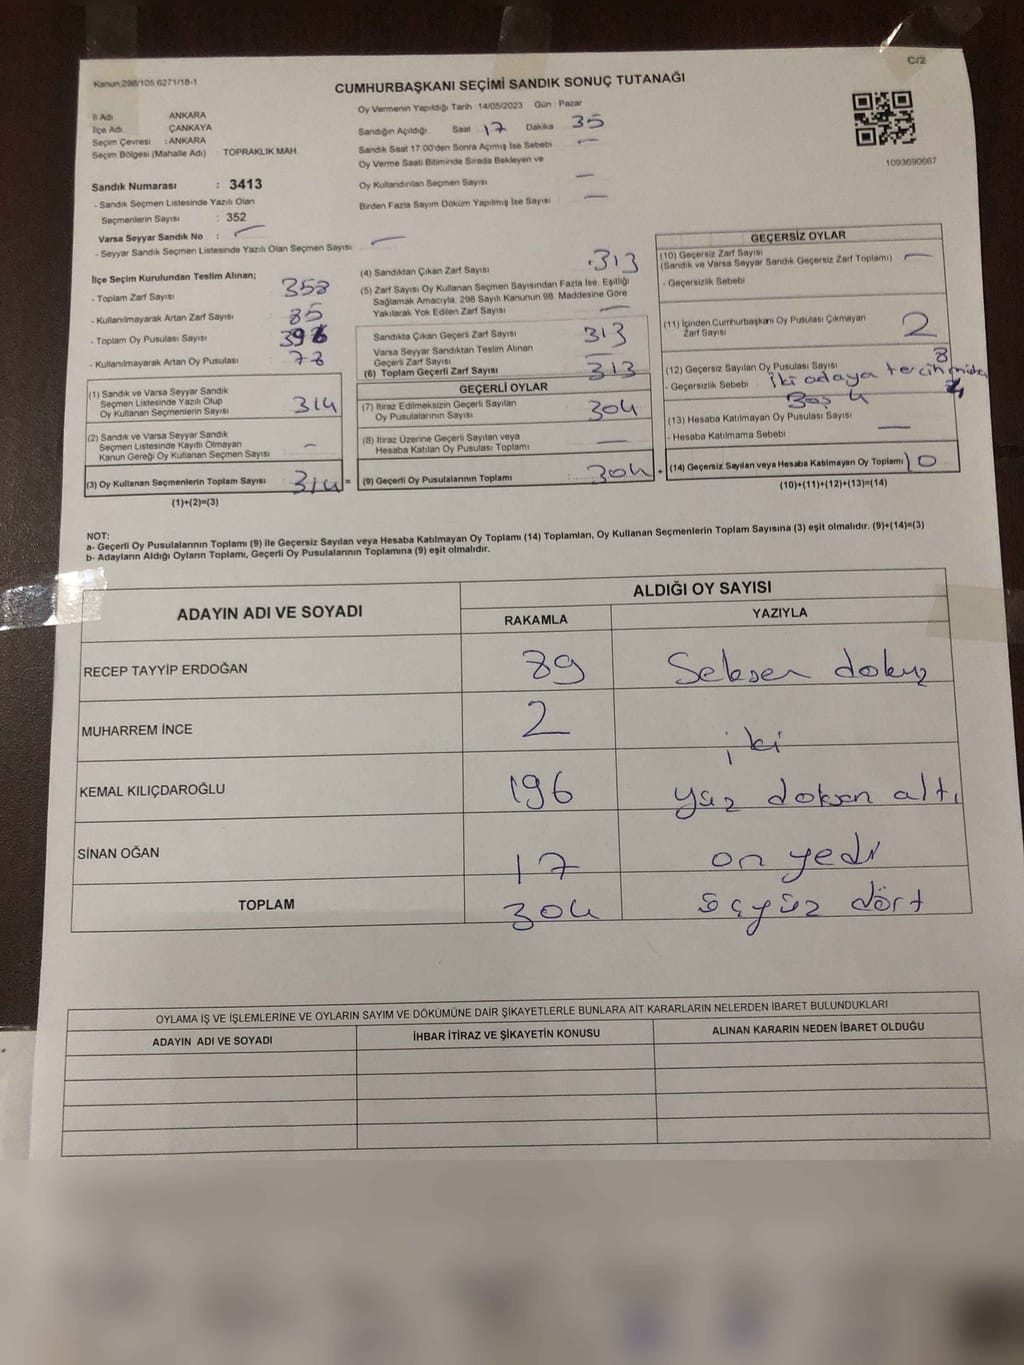 Kanun:298/105,6271/18-1
C/2
CUMHURBAŞKANI SEÇİMİ SANDIK SONUÇ TUTANAĞI
İl Adı ANKARA
İlçe Adı ÇANKAYA
Seçim Çevresi : ANKARA
Seçim Bölgesi (Mahalle Adı) TOPRAKLIK MAH.
Sandık Numarası : 3413
- Sandık Seçmen Listesinde Yazılı Olan
Seçmenlerin Sayısı : 352
Varsa Seyyar Sandık No : —
- Seyyar Sandık Seçmen Listesinde Yazılı Olan Seçmen Sayısı —
Oy Vermenin Yapıldığı Tarih 14/05/2023 Gün Pazar
Sandığın Açıldığı Saat 17 Dakika 35
Sandık Saat 17:00'den Sonra Açımış İse Sebebi —
Oy Verme Saati Bitiminde Sırada Bekleyen ve
Oy Kullandırılan Seçmen Sayısı —
Birden Fazla Sayım Döküm Yapılmış İse Sayısı —
1093690667
İlçe Seçim Kurulundan Teslim Alınan;
- Toplam Zarf Sayısı
- Kullanılmayarak Artan Zarf Sayısı 85
- Toplam Oy Pusulası Sayısı
- Kullanılmayarak Artan Oy Pusulası
(1) Sandık ve Varsa Seyyar Sandık
Seçmen Listesinde Yazılı Olup
Oy Kullanan Seçmenlerin Sayısı 314
(2) Sandık ve Varsa Seyyar Sandık
Seçmen Listesinde Kayıtlı Olmayan
Kanun Gereği Oy Kullanan Seçmen Sayısı —
(3) Oy Kullanan Seçmenlerin Toplam Sayısı 314 =
(1)+(2)=(3)
(4) Sandıktan Çıkan Zarf Sayısı 313
(5) Zarf Sayısı Oy Kullanan Seçmen Sayısından Fazla İse, Eşitliği
Sağlamak Amacıyla, 298 Sayılı Kanunun 98. Maddesine Göre
Yakılarak Yok Edilen Zarf Sayısı —
Sandıkta Çıkan Geçerli Zarf Sayısı 313
Varsa Seyyar Sandıktan Teslim Alınan
Geçerli Zarf Sayısı —
(6) Toplam Geçerli Zarf Sayısı 313
GEÇERLİ OYLAR
(7) İtiraz Edilmeksizin Geçerli Sayılan
Oy Pusulalarının Sayısı 304
(8) İtiraz Üzerine Geçerli Sayılan veya
Hesaba Katılan Oy Pusulası Toplamı —
(9) Geçerli Oy Pusulalarının Toplamı 304 +
GEÇERSİZ OYLAR
(10) Geçersiz Zarf Sayısı —
(Sandık ve Varsa Seyyar Sandık Geçersiz Zarf Toplamı)
- Geçersizlik Sebebi
(11) İçinden Cumhurbaşkanı Oy Pusulası Çıkmayan
Zarf Sayısı 2
(12) Geçersiz Sayılan Oy Pusulası Sayısı 8
- Geçersizlik Sebebi iki adaya tercih
Boş 4
(13) Hesaba Katılmayan Oy Pusulası Sayısı —
- Hesaba Katılmama Sebebi
(14) Geçersiz Sayılan veya Hesaba Katılmayan Oy Toplamı 10
(10)+(11)+(12)+(13)=(14)
NOT:
a- Geçerli Oy Pusulalarının Toplamı (9) ile Geçersiz Sayılan veya Hesaba Katılmayan Oy Toplamı (14) Toplamları, Oy Kullanan Seçmenlerin Toplam Sayısına (3) eşit olmalıdır. (9)+(14)=(3)
b- Adayların Aldığı Oyların Toplamı, Geçerli Oy Pusulalarının Toplamına (9) eşit olmalıdır.
ADAYIN ADI VE SOYADI ALDIĞI OY SAYISI
RAKAMLA YAZIYLA
RECEP TAYYİP ERDOĞAN 89 Seksen dokuz
MUHARREM İNCE 2 iki
KEMAL KILIÇDAROĞLU 196 yüz doksan altı
SİNAN OĞAN 17 on yedi
TOPLAM 304 üçyüz dört
OYLAMA İŞ VE İŞLEMLERİNE VE OYLARIN SAYIM VE DÖKÜMÜNE DAİR ŞİKAYETLERLE BUNLARA AİT KARARLARIN NELERDEN İBARET BULUNDUKLARI
ADAYIN ADI VE SOYADI İHBAR İTİRAZ VE ŞİKAYETİN KONUSU ALINAN KARARIN NEDEN İBARET OLDUĞU